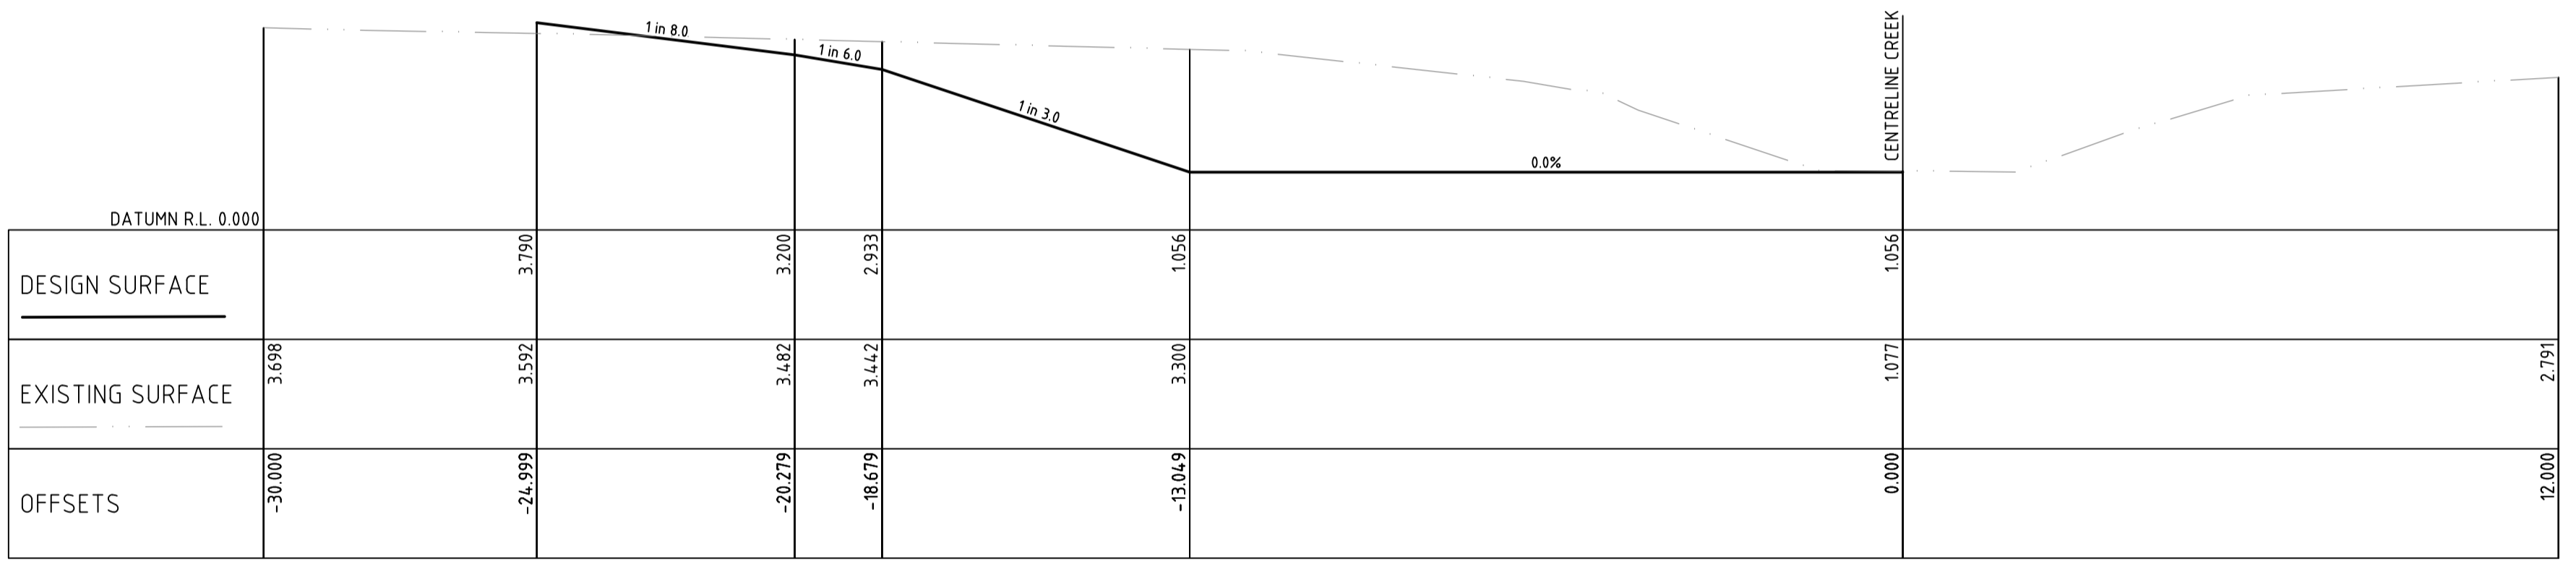 1 in 8.0
1 in 6.0
1 in 3.0
0.0%
CENTRELINE CREEK
DATUMN R.L. 0.000
DESIGN SURFACE
3.790
3.200
2.933
1.056
1.056
EXISTING SURFACE
3.698
3.592
3.482
3.442
3.300
1.077
2.791
OFFSETS
-30.000
-24.999
-20.279
-18.679
-13.049
0.000
12.000